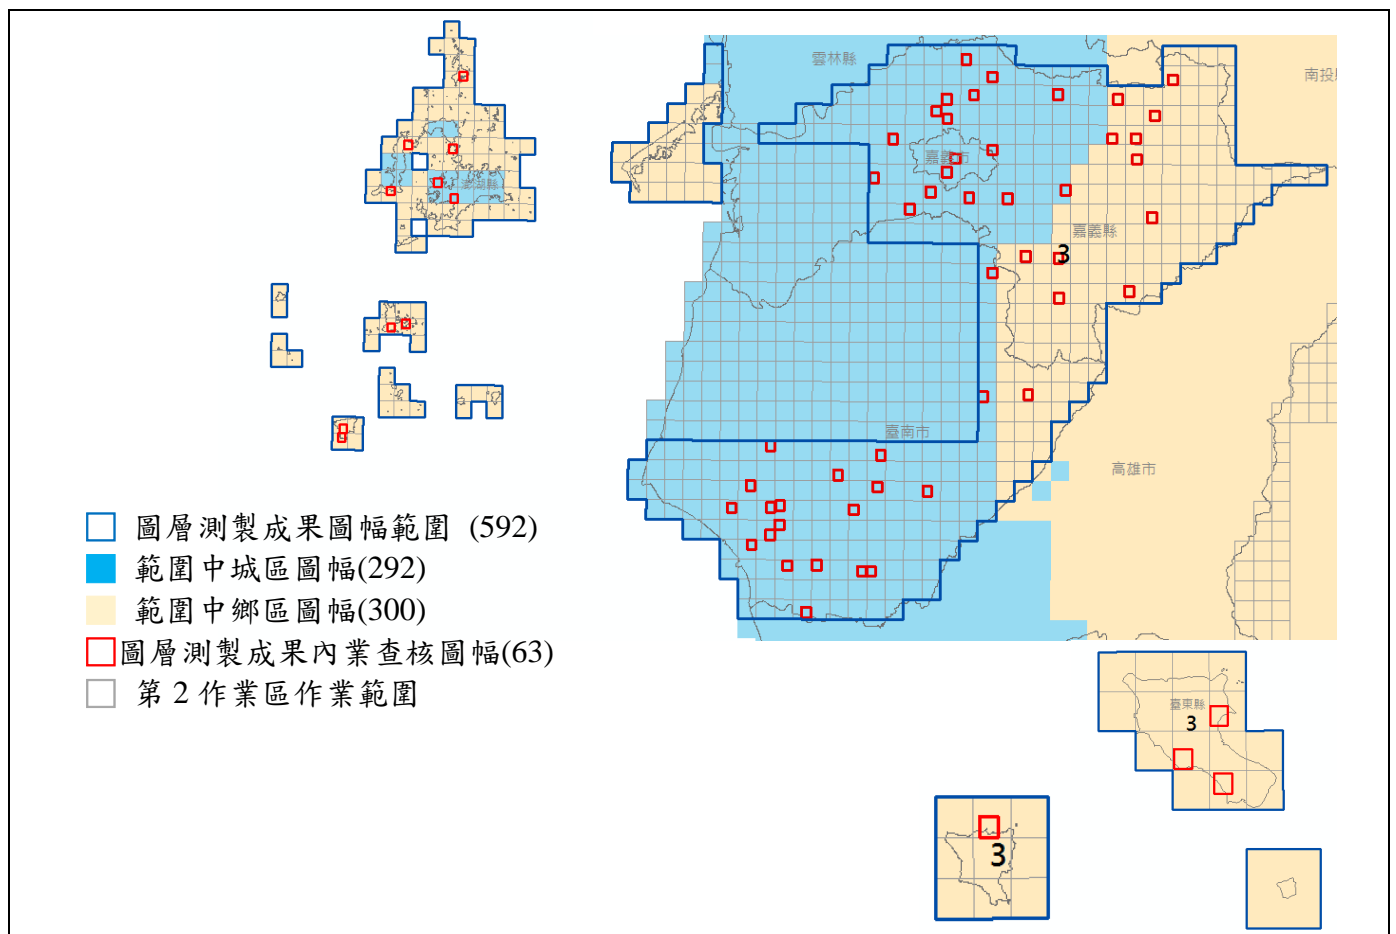 雲林縣
南投
嘉義市
澎湖縣
嘉義縣
3
臺南市
高雄市
圖層測製成果圖幅範圍 (592)
範圍中城區圖幅(292)
範圍中鄉區圖幅(300)
圖層測製成果內業查核圖幅(63)
第 2 作業區作業範圍
臺東縣
3
3